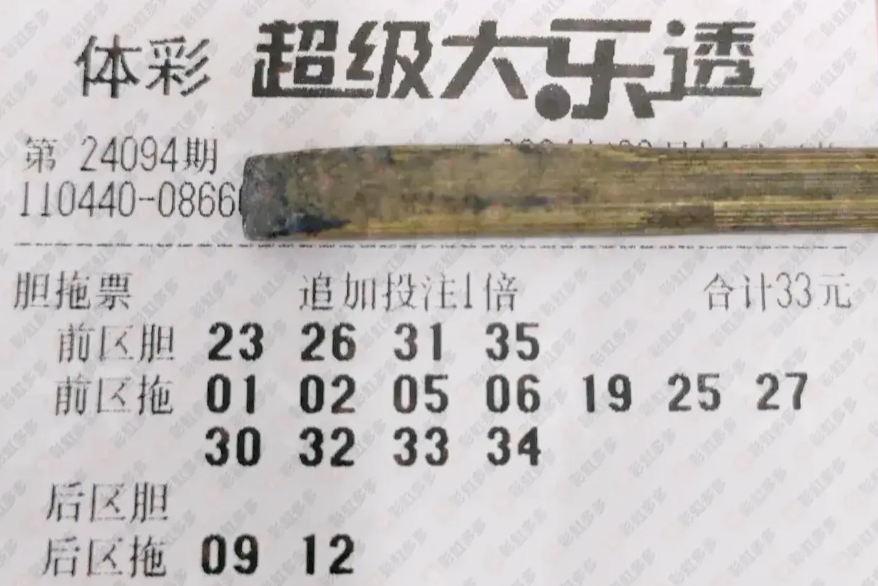 体彩 超级大乐透
第 24094期
110440-0866
胆拖票 追加投注1倍 合计33元
前区胆 23 26 31 35
前区拖 01 02 05 06 19 25 27
30 32 33 34
后区胆
后区拖 09 12